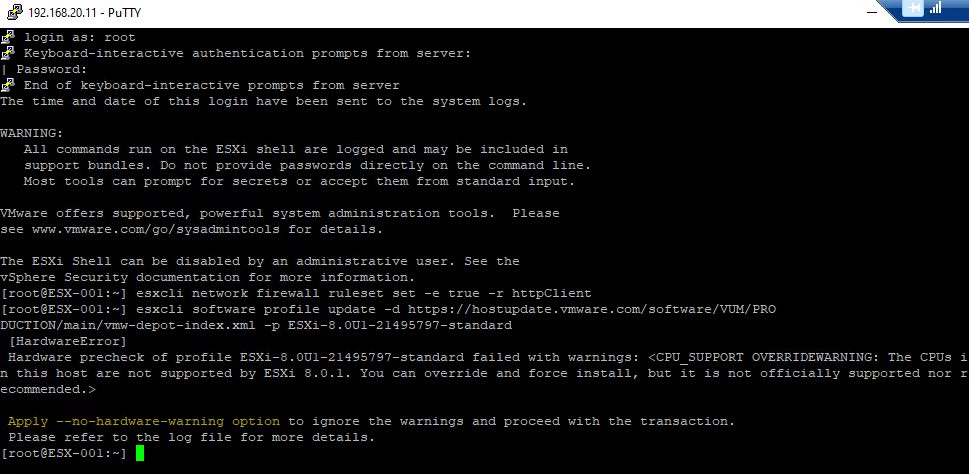 192.168.20.11 - PuTTY
login as: root
Keyboard-interactive authentication prompts from server:
| Password:
End of keyboard-interactive prompts from server
The time and date of this login have been sent to the system logs.
WARNING:
All commands run on the ESXi shell are logged and may be included in
support bundles. Do not provide passwords directly on the command line.
Most tools can prompt for secrets or accept them from standard input.
VMware offers supported, powerful system administration tools.  Please
see www.vmware.com/go/sysadmintools for details.
The ESXi Shell can be disabled by an administrative user. See the
vSphere Security documentation for more information.
[root@ESX-001:~] esxcli network firewall ruleset set -e true -r httpClient
[root@ESX-001:~] esxcli software profile update -d https://hostupdate.vmware.com/software/VUM/PRO
DUCTION/main/vmw-depot-index.xml -p ESXi-8.0U1-21495797-standard
[HardwareError]
Hardware precheck of profile ESXi-8.0U1-21495797-standard failed with warnings: <CPU_SUPPORT OVERRIDEWARNING: The CPUs i
n this host are not supported by ESXi 8.0.1. You can override and force install, but it is not officially supported nor r
ecommended.>
Apply --no-hardware-warning option to ignore the warnings and proceed with the transaction.
Please refer to the log file for more details.
[root@ESX-001:~]